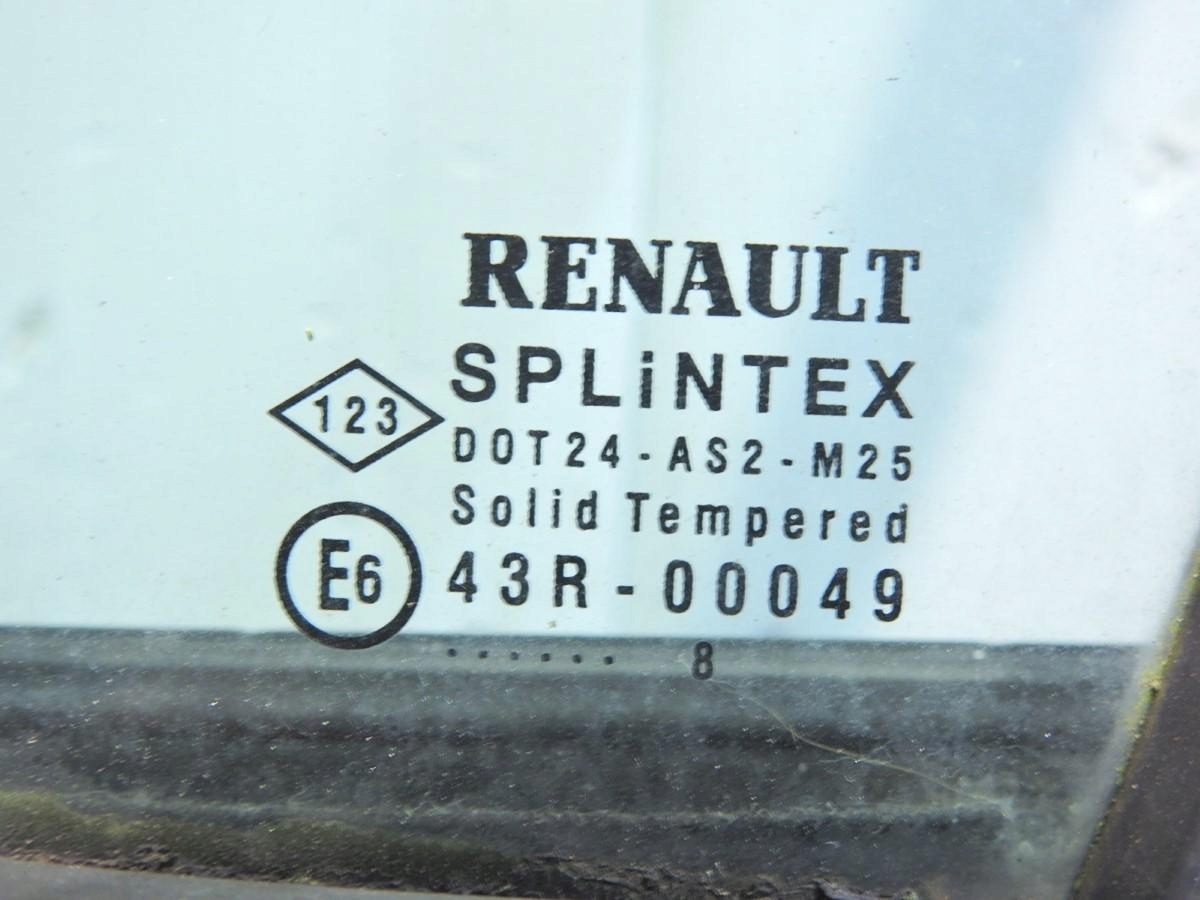 RENAULT
SPLiNTEX
123
DOT24-AS2-M25
Solid Tempered
E6
43R-00049
...... 8